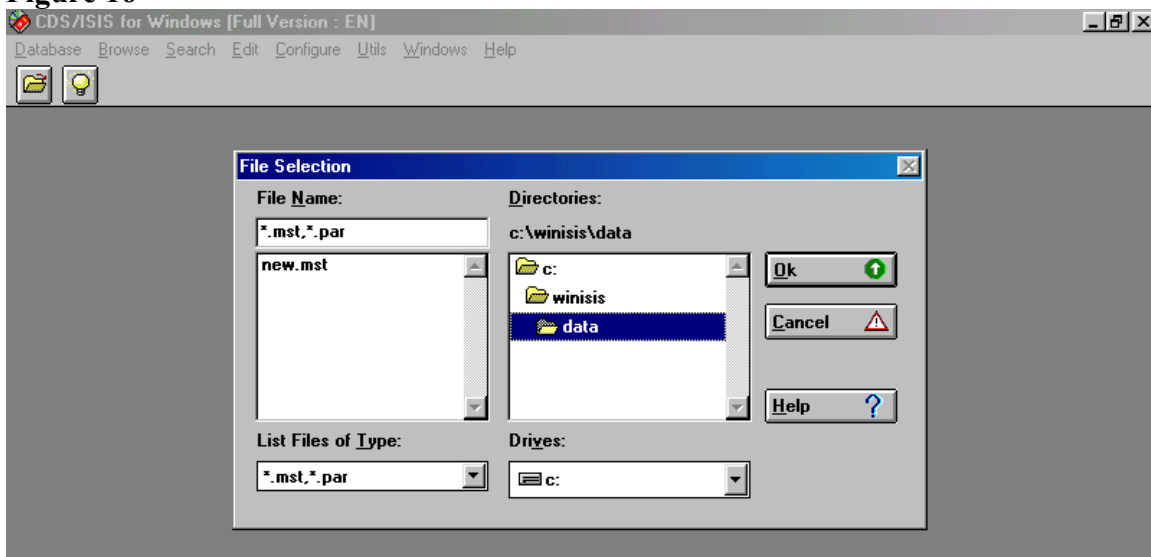 Figure 10
CDS/ISIS for Windows [Full Version : EN]
Database Browse Search Edit Configure Utils Windows Help
File Selection
File Name:
Directories:
*.mst,*.par
c:\winisis\data
new.mst
c:
winisis
data
Ok
Cancel
Help
List Files of Type:
Drives:
*.mst,*.par
c: